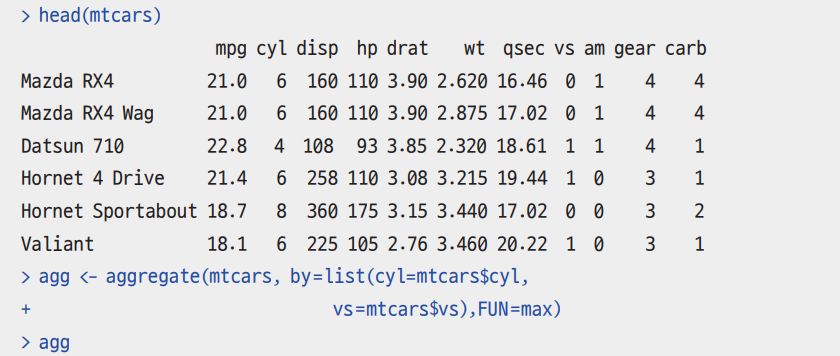 > head(mtcars)
mpg cyl disp hp drat wt qsec vs am gear carb
Mazda RX4 21.0 6 160 110 3.90 2.620 16.46 0 1 4 4
Mazda RX4 Wag 21.0 6 160 110 3.90 2.875 17.02 0 1 4 4
Datsun 710 22.8 4 108 93 3.85 2.320 18.61 1 1 4 1
Hornet 4 Drive 21.4 6 258 110 3.08 3.215 19.44 1 0 3 1
Hornet Sportabout 18.7 8 360 175 3.15 3.440 17.02 0 0 3 2
Valiant 18.1 6 225 105 2.76 3.460 20.22 1 0 3 1
> agg <- aggregate(mtcars, by=list(cyl=mtcars$cyl,
+ vs=mtcars$vs),FUN=max)
> agg